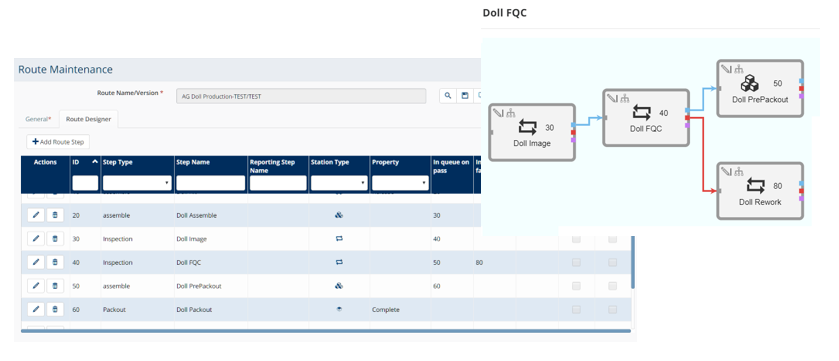 Doll FQC
Route Maintenance
Route Name/Version *
AG Doll Production-TEST/TEST
General*
Route Designer
Add Route Step
Actions
ID
Step Type
Step Name
Reporting Step
Name
Station Type
Property
In queue on
pass
In
fa
20 assemble Doll Assemble 30
30 Inspection Doll Image 40
40 Inspection Doll FQC 50 80
50 assemble Doll PrePackout 60
60 Packout Doll Packout Complete
30
Doll Image
40
Doll FQC
50
Doll PrePackout
80
Doll Rework